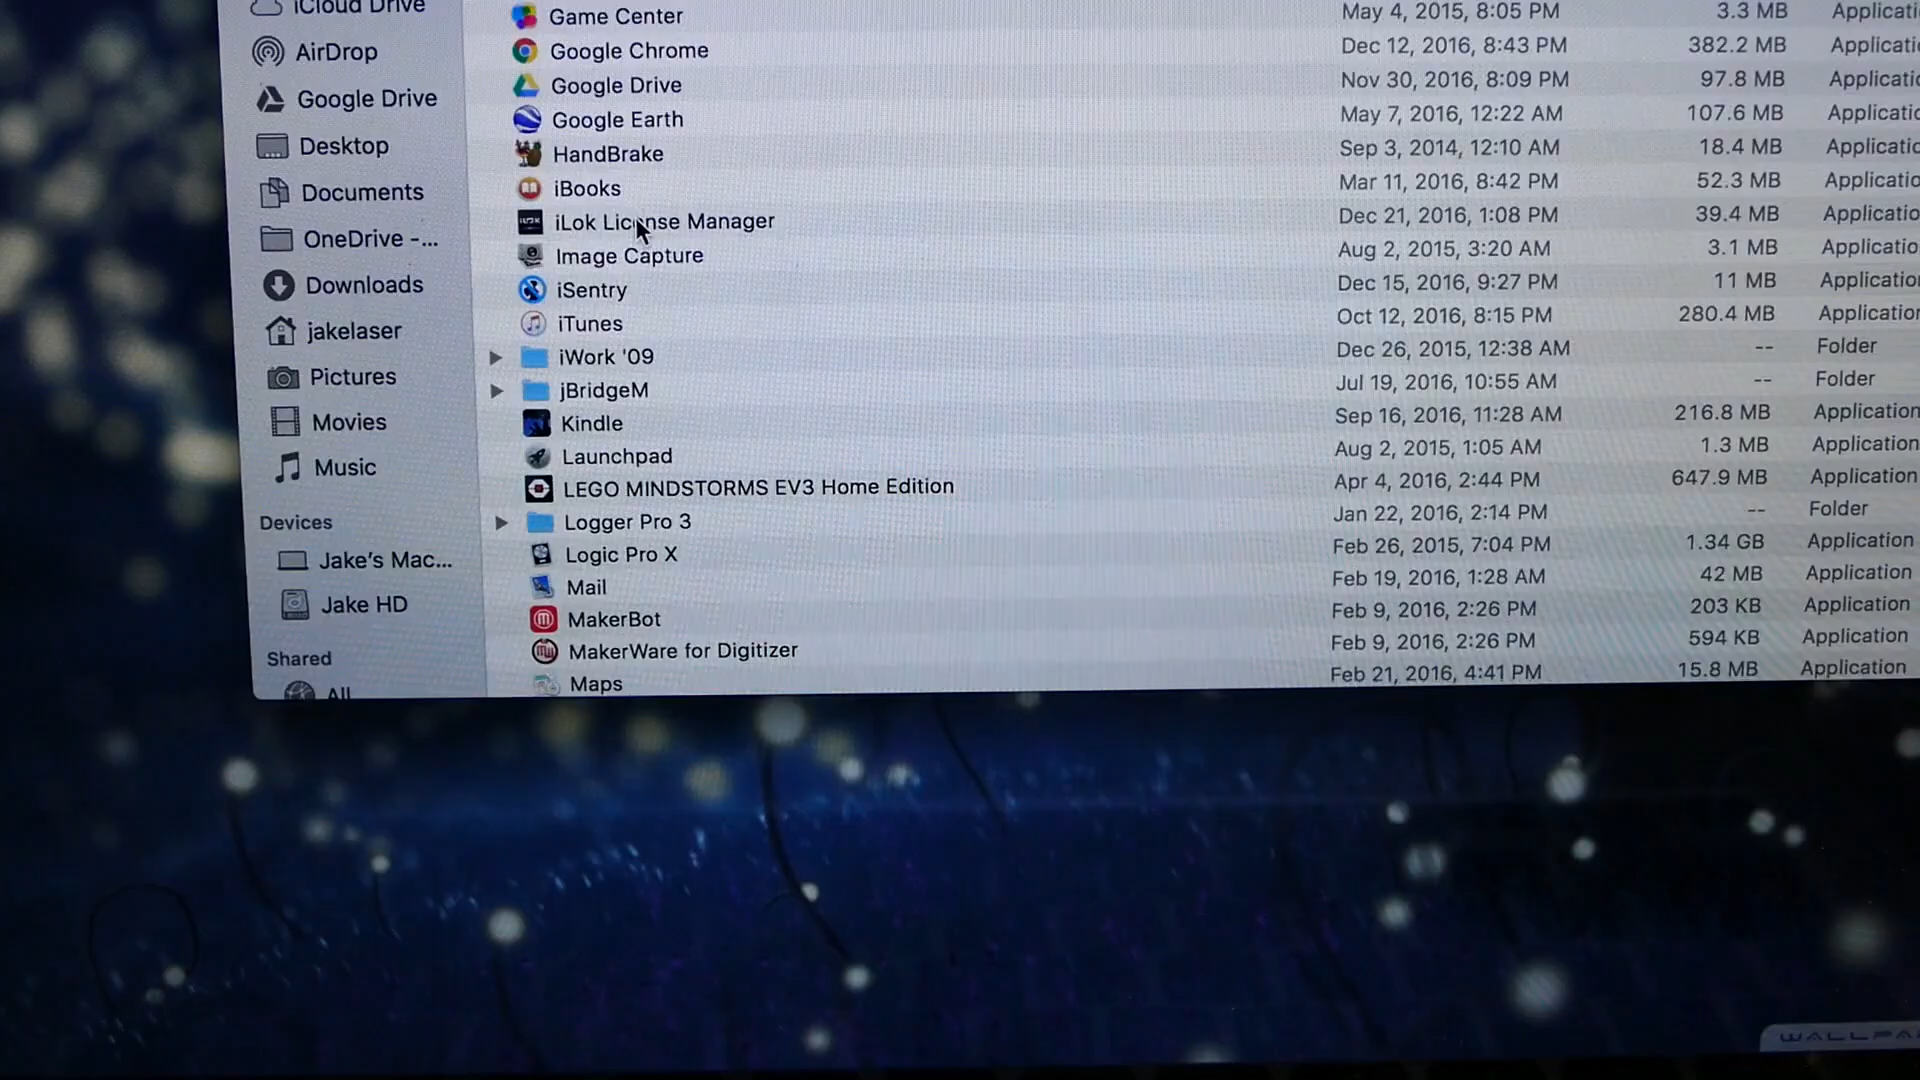 iCloud Drive
AirDrop
Google Drive
Desktop
Documents
OneDrive -...
Downloads
jakelaser
Pictures
Movies
Music
Devices
Jake's Mac...
Jake HD
Shared
All
Game Center May 4, 2015, 8:05 PM 3.3 MB Applicati
Google Chrome Dec 12, 2016, 8:43 PM 382.2 MB Applicatio
Google Drive Nov 30, 2016, 8:09 PM 97.8 MB Applicatio
Google Earth May 7, 2016, 12:22 AM 107.6 MB Applicatio
HandBrake Sep 3, 2014, 12:10 AM 18.4 MB Applicatio
iBooks Mar 11, 2016, 8:42 PM 52.3 MB Applicatio
iLok License Manager Dec 21, 2016, 1:08 PM 39.4 MB Applicatio
Image Capture Aug 2, 2015, 3:20 AM 3.1 MB Applicatio
iSentry Dec 15, 2016, 9:27 PM 11 MB Application
iTunes Oct 12, 2016, 8:15 PM 280.4 MB Application
iWork '09 Dec 26, 2015, 12:38 AM -- Folder
jBridgeM Jul 19, 2016, 10:55 AM -- Folder
Kindle Sep 16, 2016, 11:28 AM 216.8 MB Application
Launchpad Aug 2, 2015, 1:05 AM 1.3 MB Application
LEGO MINDSTORMS EV3 Home Edition Apr 4, 2016, 2:44 PM 647.9 MB Application
Logger Pro 3 Jan 22, 2016, 2:14 PM -- Folder
Logic Pro X Feb 26, 2015, 7:04 PM 1.34 GB Application
Mail Feb 19, 2016, 1:28 AM 42 MB Application
MakerBot Feb 9, 2016, 2:26 PM 203 KB Application
MakerWare for Digitizer Feb 9, 2016, 2:26 PM 594 KB Application
Maps Feb 21, 2016, 4:41 PM 15.8 MB Application